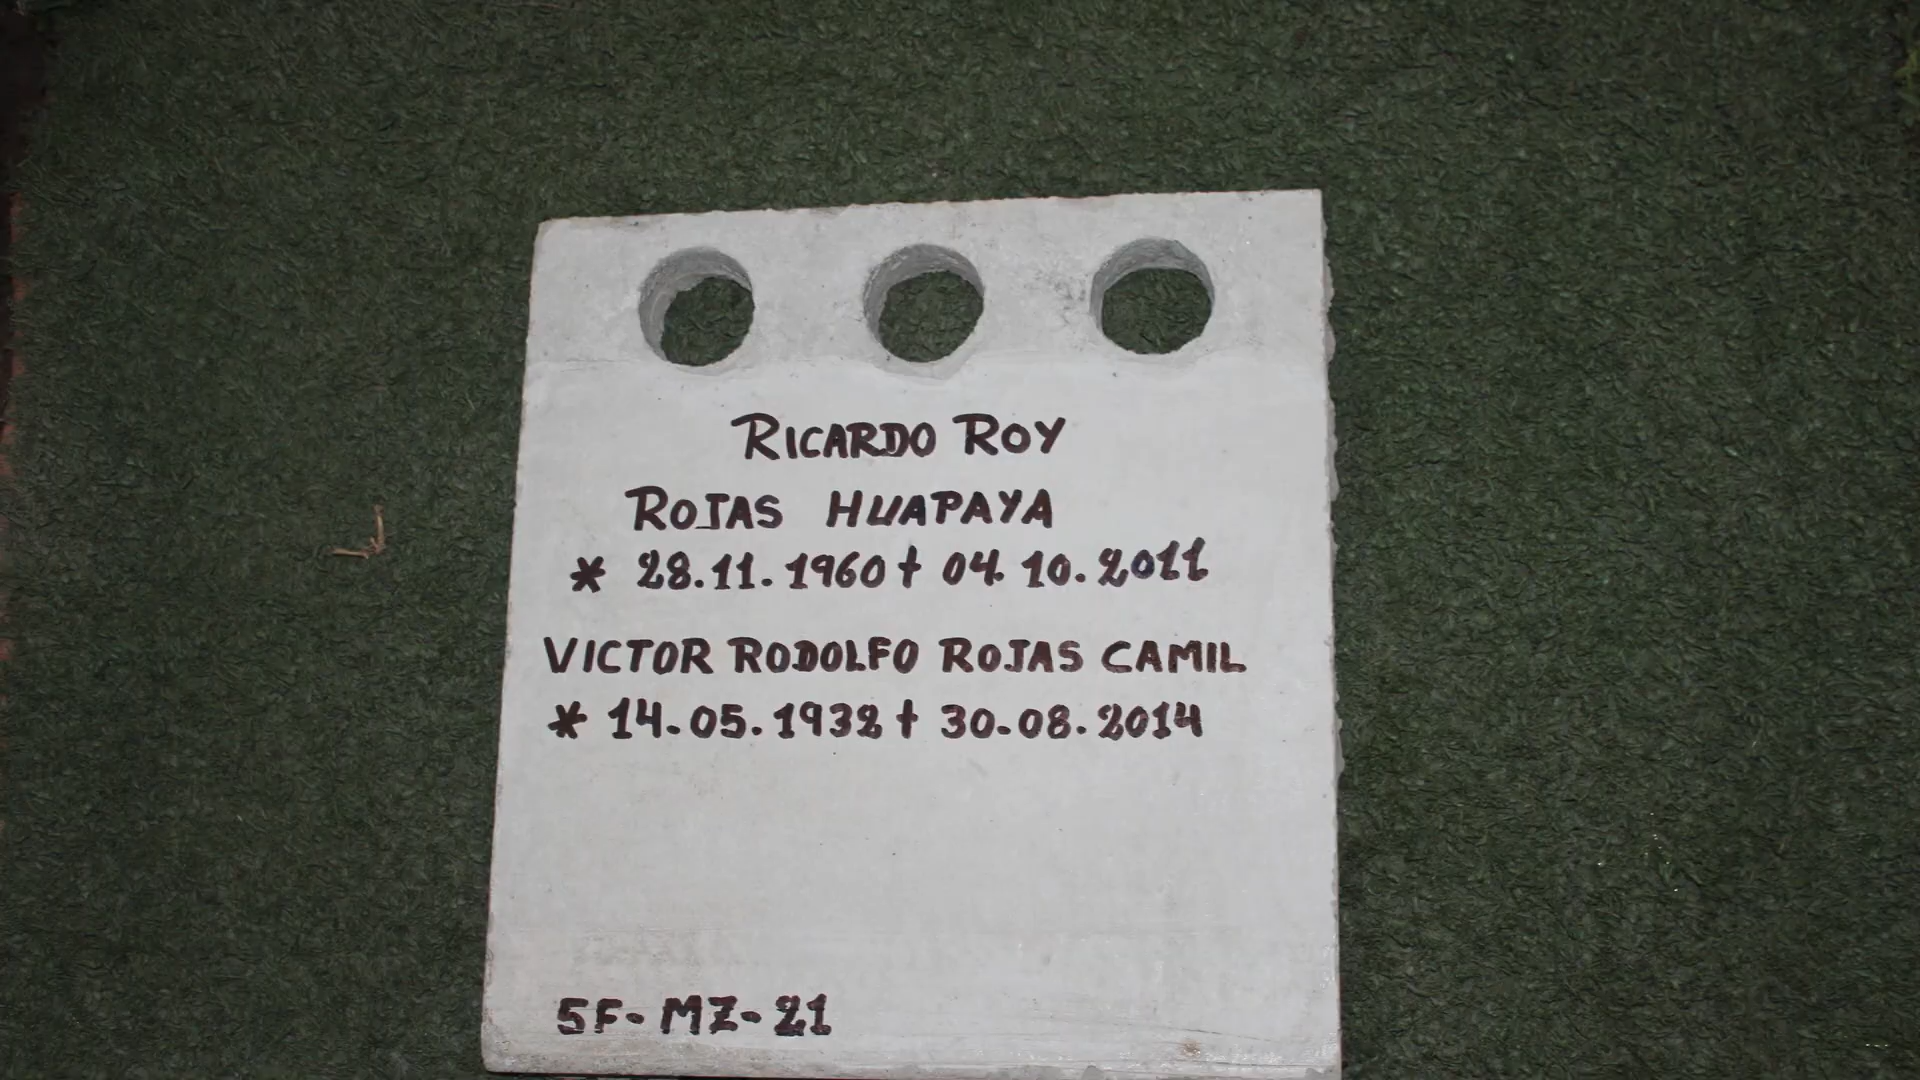 RICARDO ROY
ROJAS HUAPAYA
* 28.11.1960 † 04.10.2011
VICTOR RODOLFO ROJAS CAMIL
* 14.05.1932 † 30.08.2014
5F-MZ-21